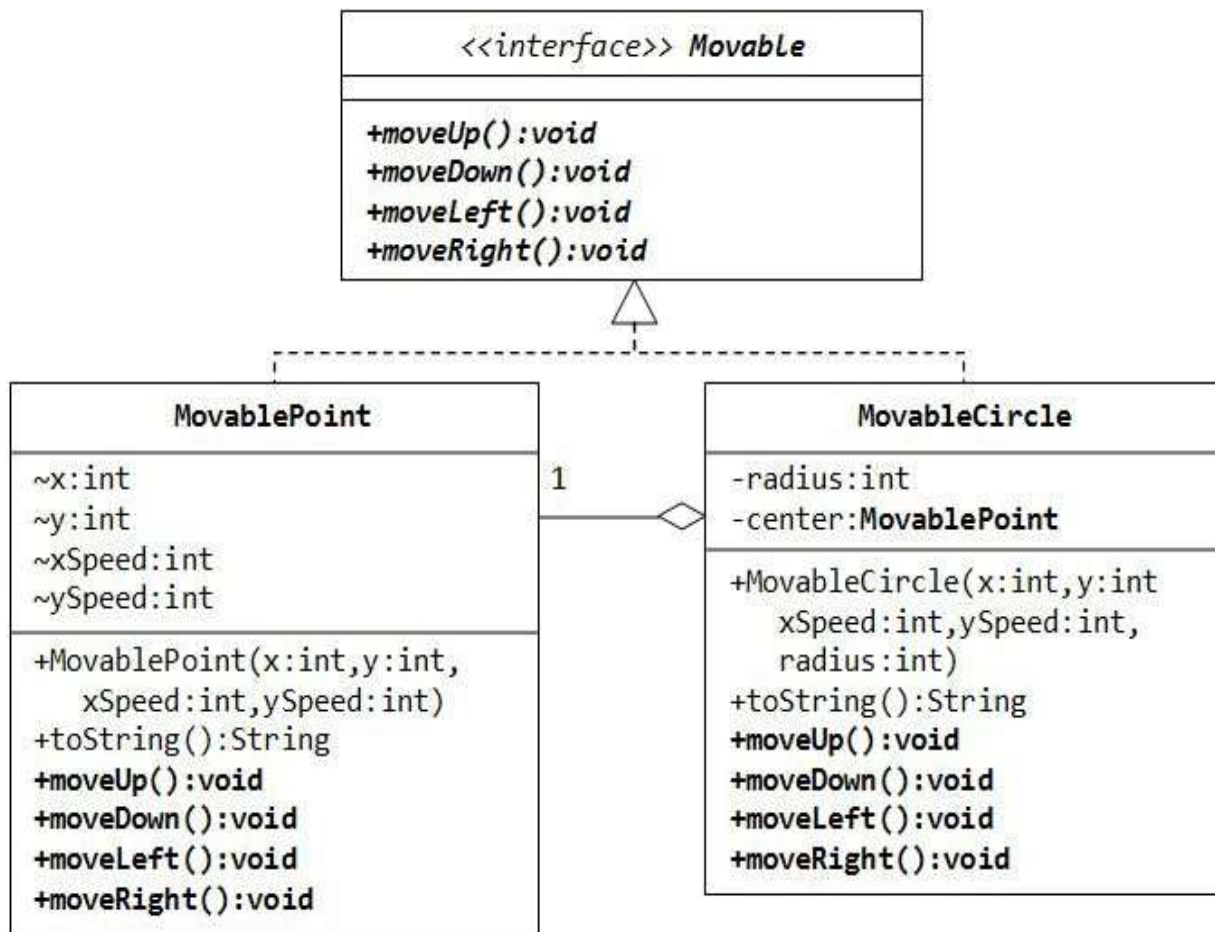 <<interface>> Movable
+moveUp():void
+moveDown():void
+moveLeft():void
+moveRight():void
MovablePoint
~x:int
~y:int
~xSpeed:int
~ySpeed:int
+MovablePoint(x:int,y:int,
xSpeed:int,ySpeed:int)
+toString():String
+moveUp():void
+moveDown():void
+moveLeft():void
+moveRight():void
1
MovableCircle
-radius:int
-center:MovablePoint
+MovableCircle(x:int,y:int
xSpeed:int,ySpeed:int,
radius:int)
+toString():String
+moveUp():void
+moveDown():void
+moveLeft():void
+moveRight():void